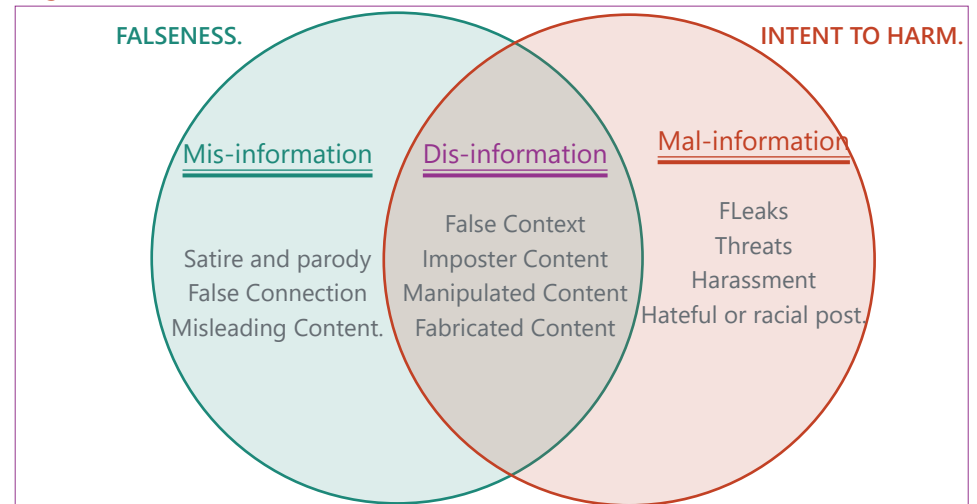 FALSENESS.
INTENT TO HARM.
Mis-information
Satire and parody
False Connection
Misleading Content.
Dis-information
False Context
Imposter Content
Manipulated Content
Fabricated Content
Mal-information
FLeaks
Threats
Harassment
Hateful or racial post.